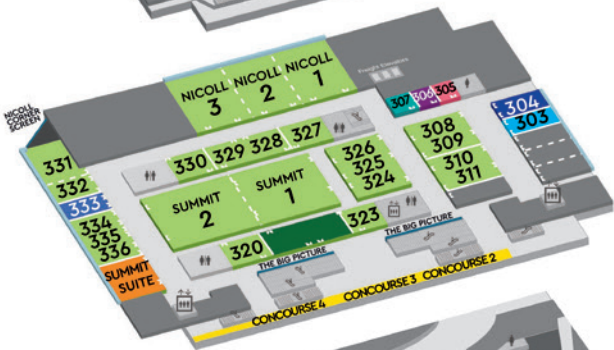 NICOLL
CORNER
SCREEN
NICOLL
3
NICOLL
2
NICOLL
1
Freight Elevators
307
306
305
304
303
331
332
333
334
335
336
SUMMIT
SUITE
330
329
328
327
326
325
324
308
309
310
311
SUMMIT
2
SUMMIT
1
320
323
THE BIG PICTURE
THE BIG PICTURE
CONCOURSE 4
CONCOURSE 3
CONCOURSE 2